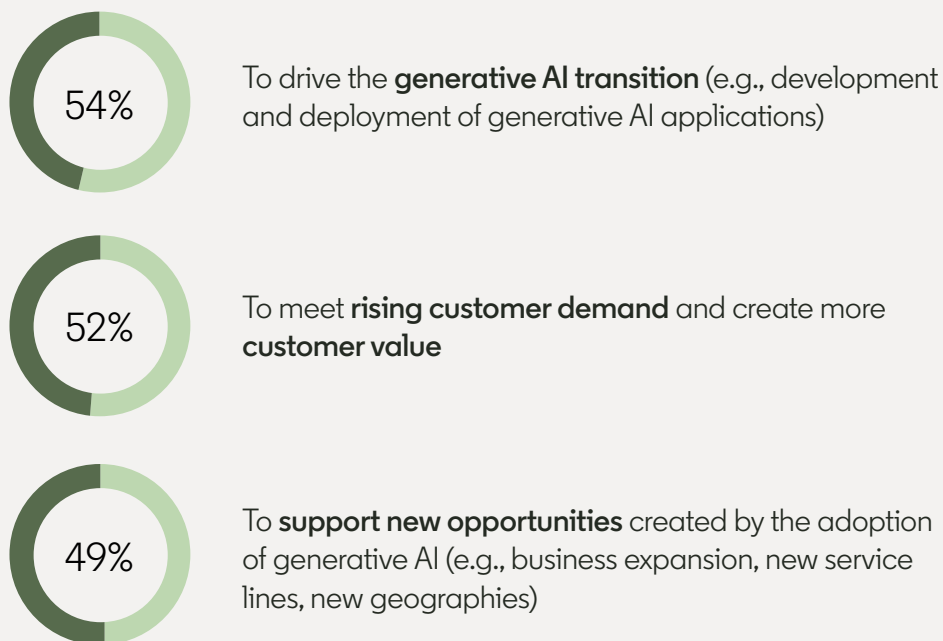 54%
To drive the generative AI transition (e.g., development
and deployment of generative AI applications)
52%
To meet rising customer demand and create more
customer value
49%
To support new opportunities created by the adoption
of generative AI (e.g., business expansion, new service
lines, new geographies)